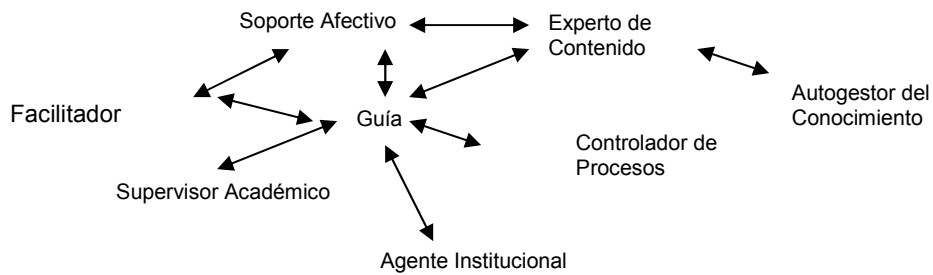 Soporte Afectivo
Experto de
Contenido
Autogestor del
Conocimiento
Facilitador
Guía
Controlador de
Procesos
Supervisor Académico
Agente Institucional